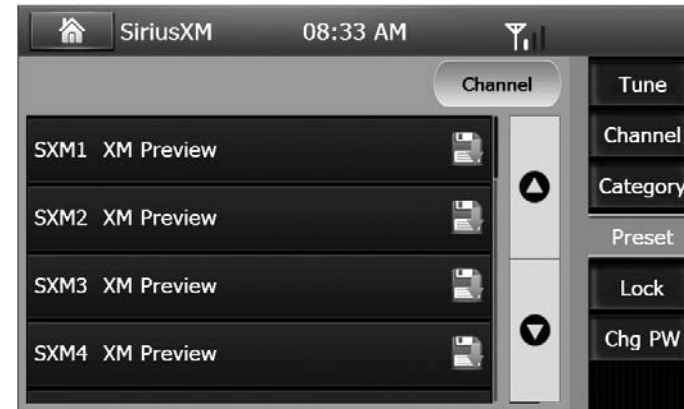 SiriusXM 08:33 AM
Channel
SXM1 XM Preview
SXM2 XM Preview
SXM3 XM Preview
SXM4 XM Preview
Tune
Channel
Category
Preset
Lock
Chg PW